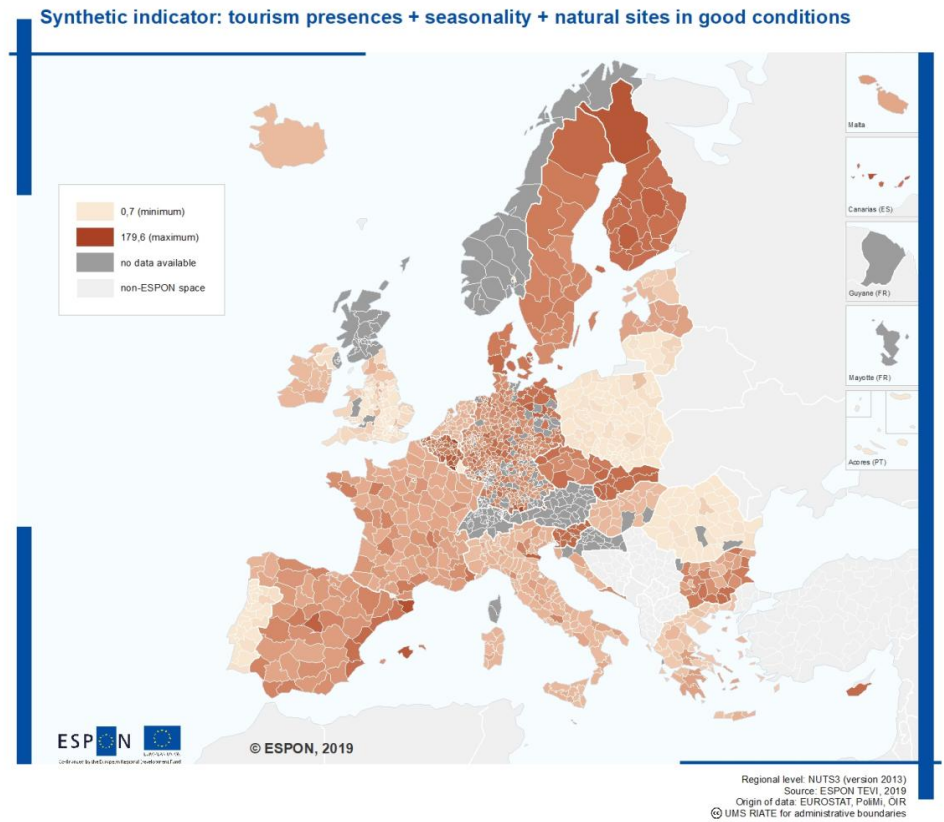 Synthetic indicator: tourism presences + seasonality + natural sites in good conditions
0,7 (minimum)
179,6 (maximum)
no data available
non-ESPON space
Malta
Canarias (ES)
Guyane (FR)
Mayotte (FR)
Acores (PT)
ESPON
© ESPON, 2019
Regional level: NUTS3 (version 2013)
Source: ESPON TEVI, 2019
Origin of data: EUROSTAT, PoliMi, ÖIR
UMS RIATE for administrative boundaries